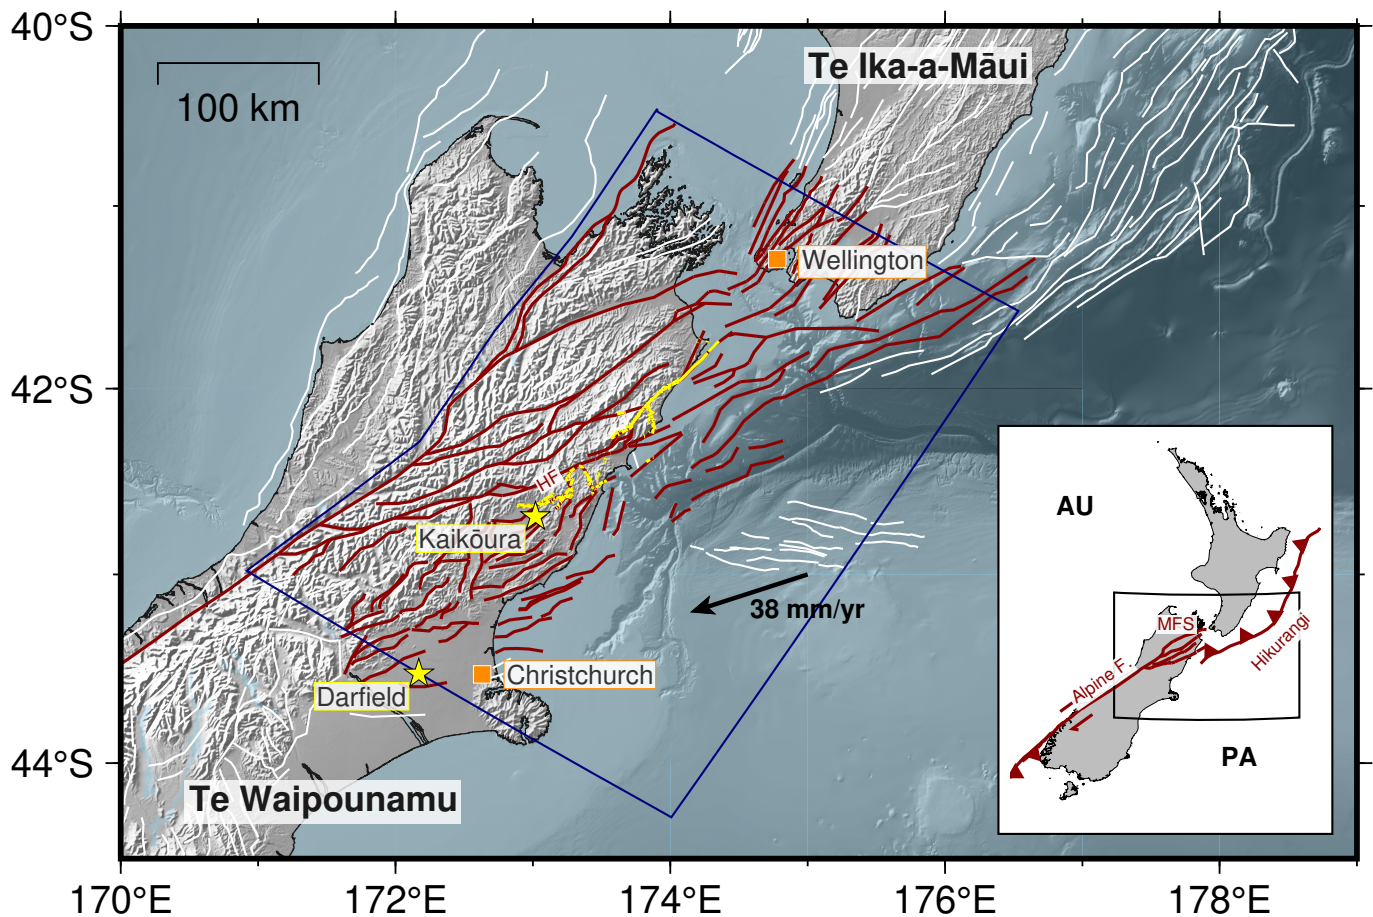 40°S
Te Ika-a-Māui
100 km
Wellington
42°S
HF
Kaikōura
38 mm/yr
Christchurch
Darfield
44°S
Te Waipounamu
AU
MFS
Alpine F.
Hikurangi
PA
170°E
172°E
174°E
176°E
178°E